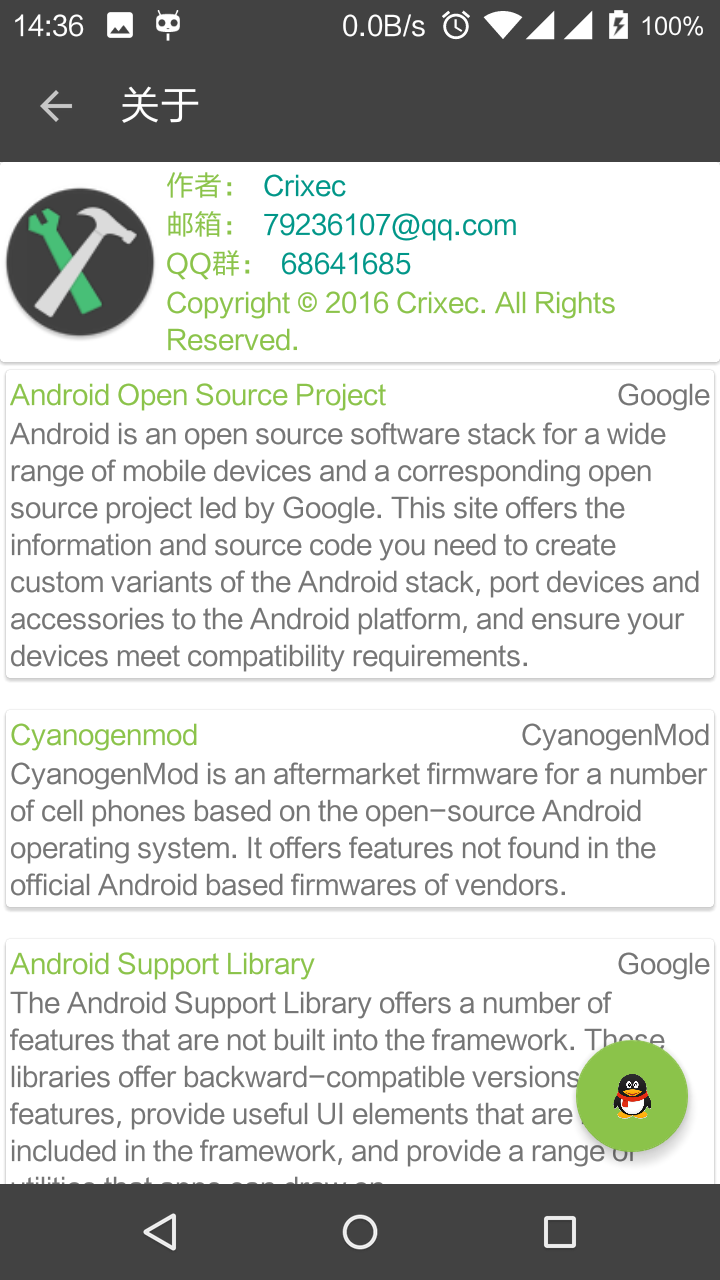 14:36 0.0B/s 100%
关于
作者： Crixec
邮箱： 79236107@qq.com
QQ群： 68641685
Copyright © 2016 Crixec. All Rights
Reserved.
Android Open Source Project Google
Android is an open source software stack for a wide
range of mobile devices and a corresponding open
source project led by Google. This site offers the
information and source code you need to create
custom variants of the Android stack, port devices and
accessories to the Android platform, and ensure your
devices meet compatibility requirements.
Cyanogenmod CyanogenMod
CyanogenMod is an aftermarket firmware for a number
of cell phones based on the open-source Android
operating system. It offers features not found in the
official Android based firmwares of vendors.
Android Support Library Google
The Android Support Library offers a number of
features that are not built into the framework. These
libraries offer backward-compatible versions
features, provide useful UI elements that are
included in the framework, and provide a range of
utilities that apps can draw on